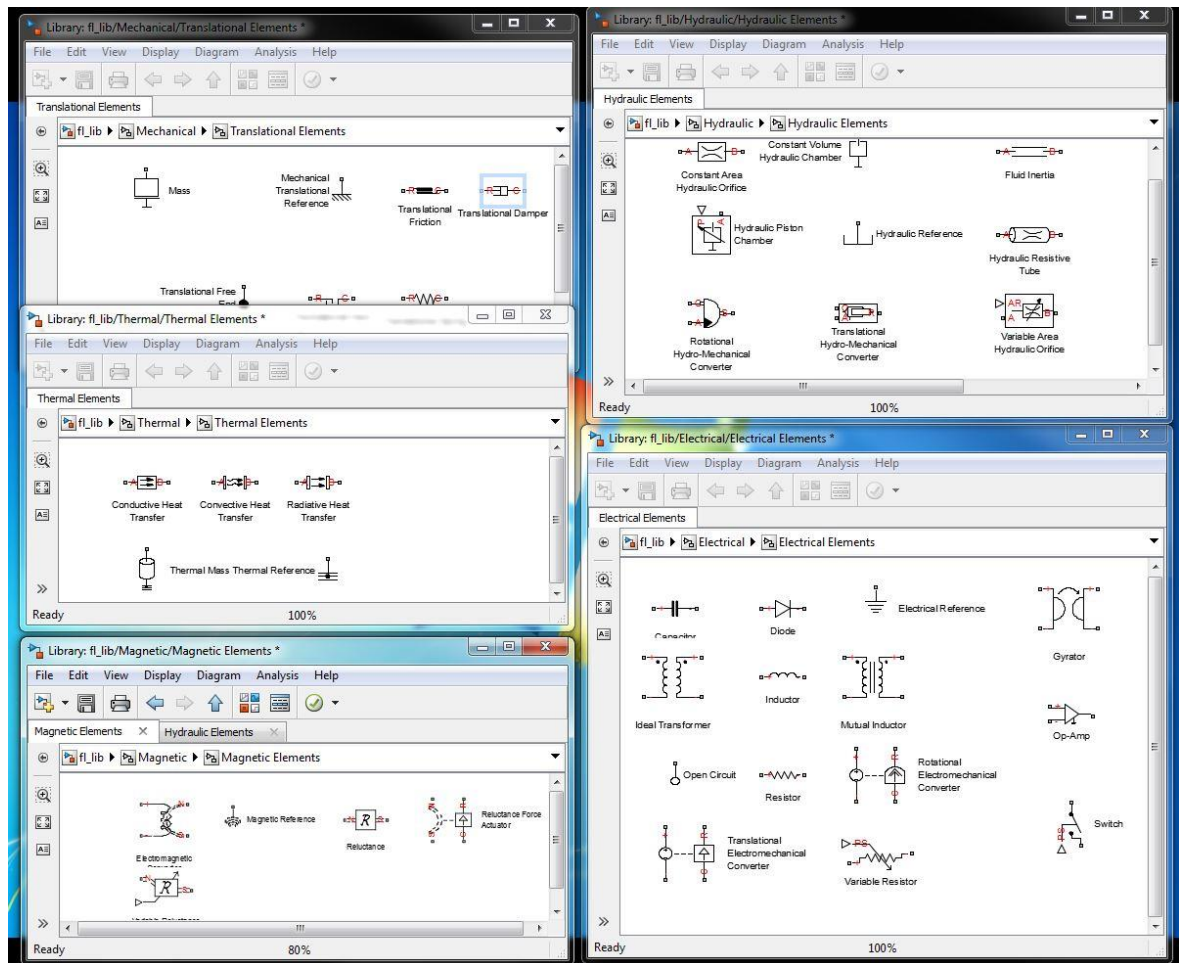 Library: fl_lib/Mechanical/Translational Elements *
File Edit View Display Diagram Analysis Help
Translational Elements
fl_lib Mechanical Translational Elements
Mass
Mechanical
Translational
Reference
R C
Translational
Friction
R C
Translational Damper
Translational Free
End
R C
R C
Library: fl_lib/Thermal/Thermal Elements *
File Edit View Display Diagram Analysis Help
Thermal Elements
fl_lib Thermal Thermal Elements
A B
Conductive Heat
Transfer
A B
Convective Heat
Transfer
A B
Radiative Heat
Transfer
Thermal Mass
Thermal Reference
Ready 100%
Library: fl_lib/Magnetic/Magnetic Elements *
File Edit View Display Diagram Analysis Help
Magnetic Elements Hydraulic Elements
fl_lib Magnetic Magnetic Elements
Electromagnetic
Magnetic Reference
R
Reluctance
Reluctance Force
Actuator
R
Ready 80%
Library: fl_lib/Hydraulic/Hydraulic Elements *
File Edit View Display Diagram Analysis Help
Hydraulic Elements
fl_lib Hydraulic Hydraulic Elements
A B
Constant Area
Hydraulic Orifice
Constant Volume
Hydraulic Chamber
Fluid Inertia
Hydraulic Piston
Chamber
Hydraulic Reference
A B
Hydraulic Resistive
Tube
Rotational
Hydro-Mechanical
Converter
Translational
Hydro-Mechanical
Converter
AR
A B
Variable Area
Hydraulic Orifice
Ready 100%
Library: fl_lib/Electrical/Electrical Elements *
File Edit View Display Diagram Analysis Help
Electrical Elements
fl_lib Electrical Electrical Elements
Capacitor
Diode
Electrical Reference
Gyrator
Ideal Transformer
Inductor
Mutual Inductor
Op-Amp
Open Circuit
Resistor
Rotational
Electromechanical
Converter
Translational
Electromechanical
Converter
PS
Variable Resistor
PS
Switch
Ready 100%